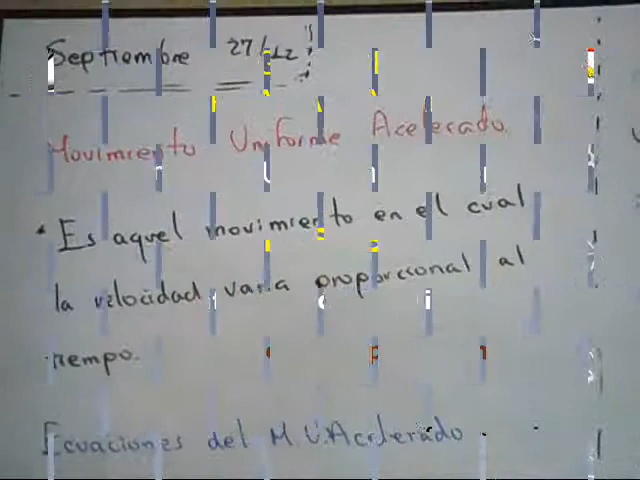 Septiembre 27/12
Movimiento Uniforme Acelerado
* Es aquel movimiento en el cual
la velocidad varia proporcional al
tiempo.
Ecuaciones del M.U.Acelerado.